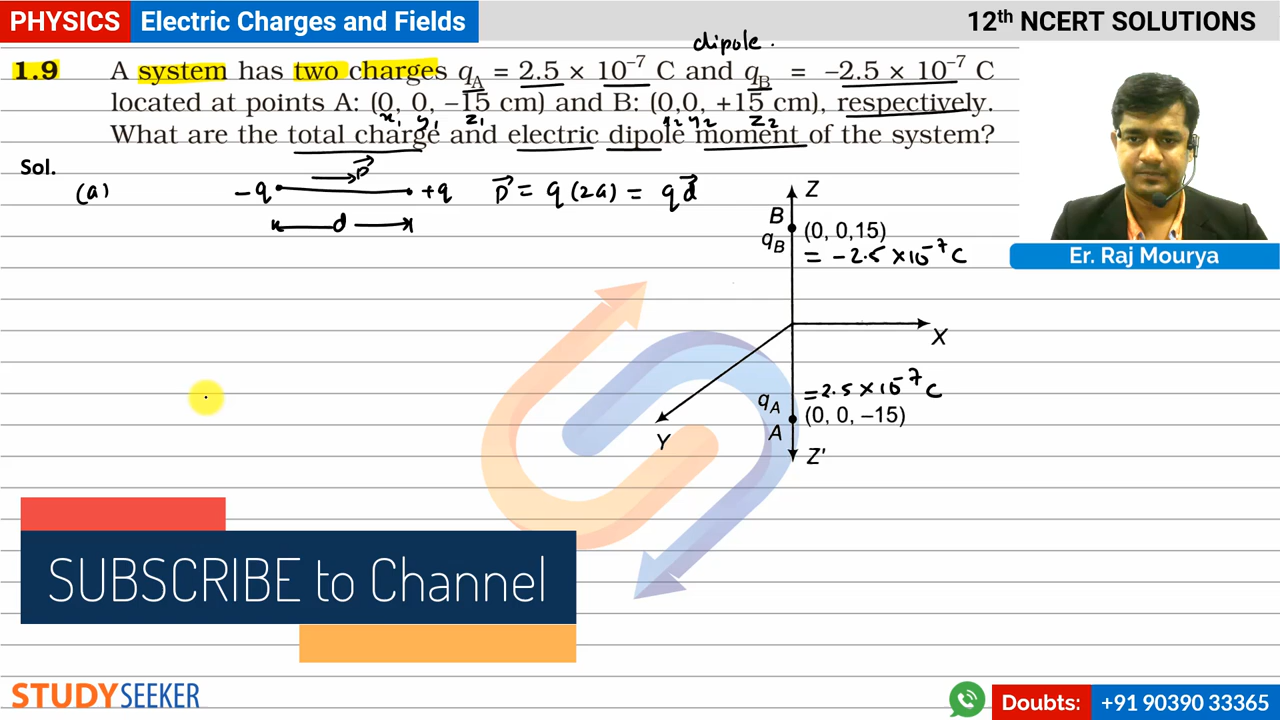 PHYSICS Electric Charges and Fields
12th NCERT SOLUTIONS
dipole.
1.9 A system has two charges qA = 2.5 × 10⁻⁷ C and qB = –2.5 × 10⁻⁷ C
located at points A: (0, 0, –15 cm) and B: (0,0, +15 cm), respectively.
x₁ y₁ z₁ x₂ y₂ z₂
What are the total charge and electric dipole moment of the system?
Sol.
(a)
p⃗
–q +q
d
p⃗ = q (2a) = q d⃗
Z
B
qB (0, 0,15)
= –2.5 × 10⁻⁷ C
X
Y
= 2.5 × 10⁻⁷ C
qA (0, 0, –15)
A
Z'
Er. Raj Mourya
SUBSCRIBE to Channel
STUDY SEEKER
Doubts: +91 90390 33365